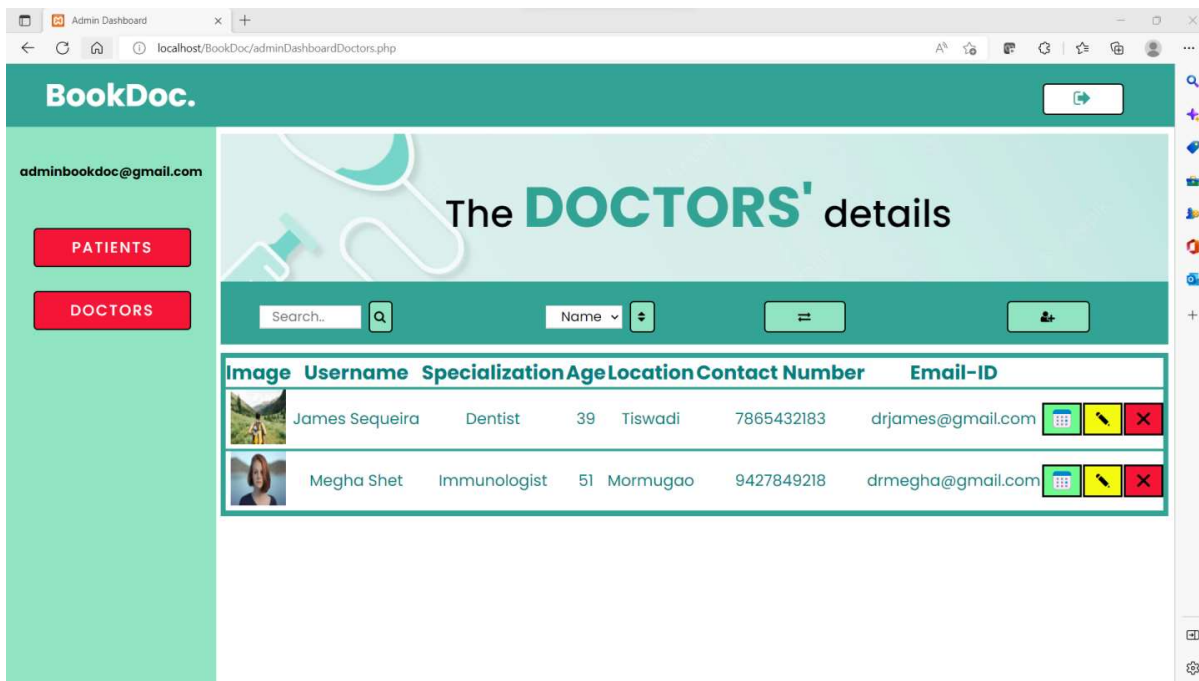 Admin Dashboard
localhost/BookDoc/adminDashboardDoctors.php
BookDoc.
adminbookdoc@gmail.com
PATIENTS
DOCTORS
The DOCTORS' details
Search.. Name
Image Username Specialization Age Location Contact Number Email-ID
James Sequeira Dentist 39 Tiswadi 7865432183 drjames@gmail.com
Megha Shet Immunologist 51 Mormugao 9427849218 drmegha@gmail.com